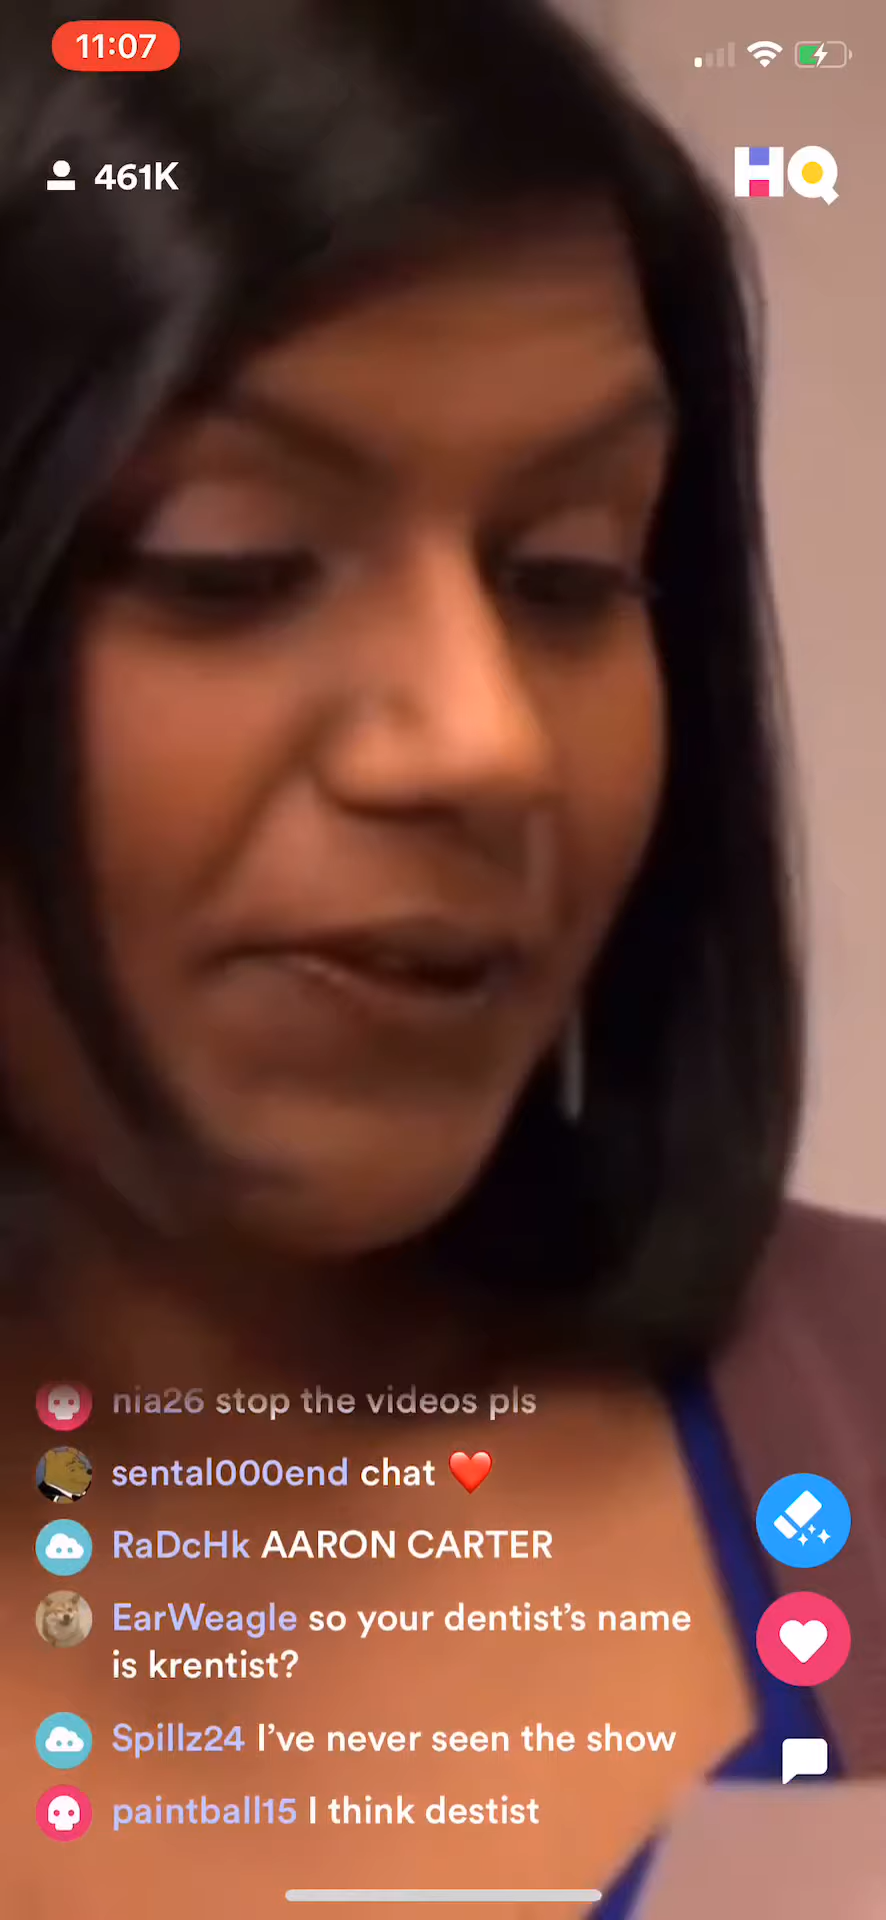 11:07
461K
HQ
nia26 stop the videos pls
sental000end chat ❤️
RaDcHk AARON CARTER
EarWeagle so your dentist’s name
is krentist?
Spillz24 I’ve never seen the show
paintball15 I think destist